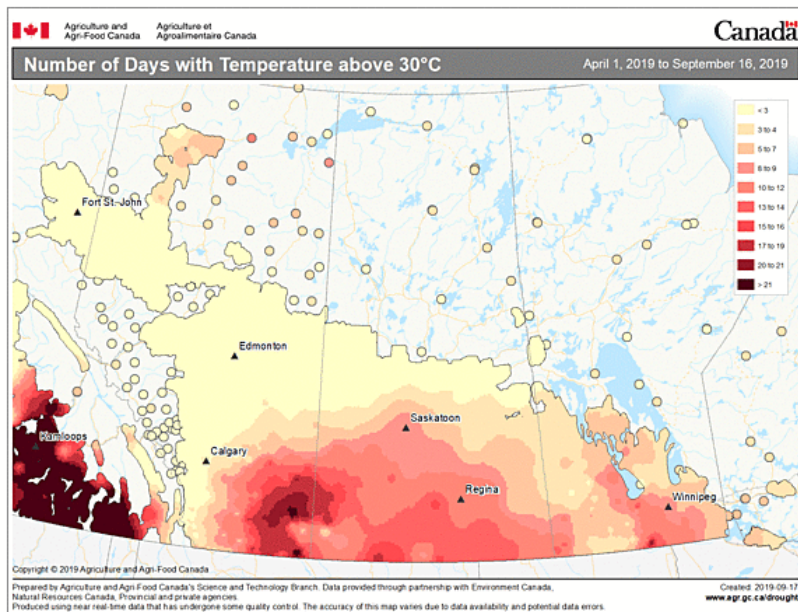 Agriculture and Agriculture et
Agri-Food Canada Agroalimentaire Canada
Canada
Number of Days with Temperature above 30°C April 1, 2019 to September 16, 2019
< 3
3 to 4
5 to 7
8 to 9
10 to 12
13 to 14
15 to 16
17 to 19
20 to 21
> 21
Fort St. John
Edmonton
Saskatoon
Kamloops
Calgary
Regina
Winnipeg
Copyright © 2019 Agriculture and Agri-Food Canada
Prepared by Agriculture and Agri-Food Canada's Science and Technology Branch. Data provided through partnership with Environment Canada, Created: 2019-09-17
Natural Resources Canada, Provincial and private agencies. www.agr.gc.ca/drought
Produced using near real-time data that has undergone some quality control. The accuracy of this map varies due to data availability and potential data errors.